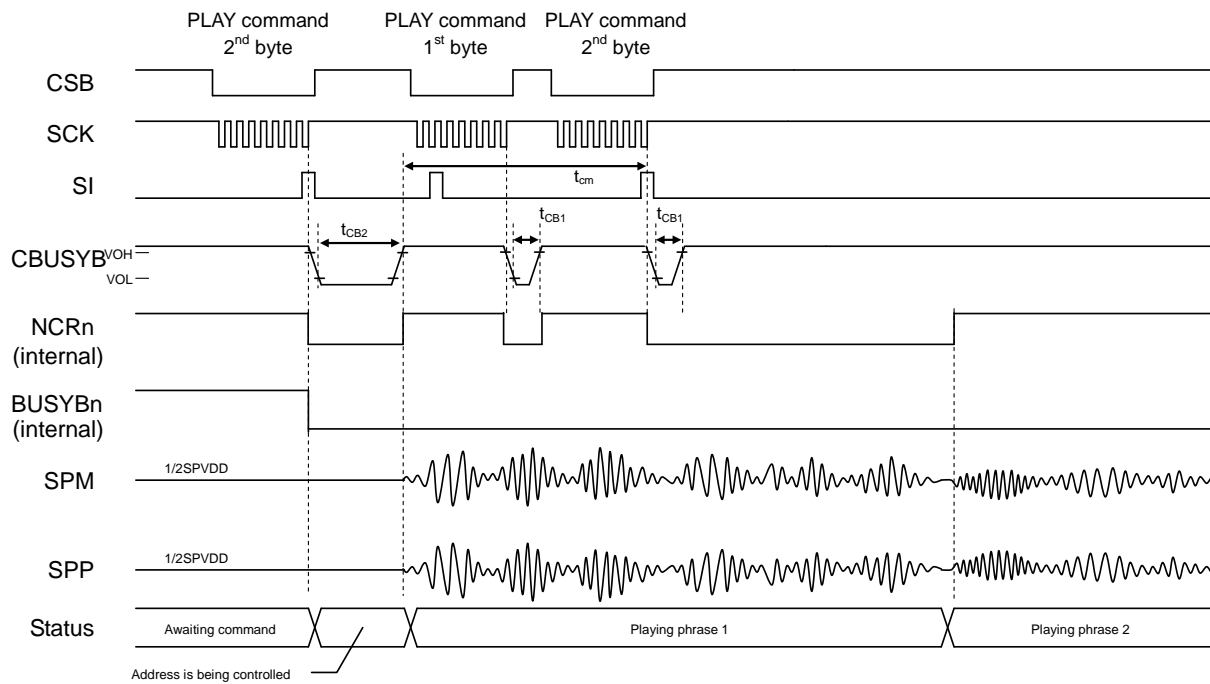 PLAY command PLAY command PLAY command
2nd byte 1st byte 2nd byte
CSB
SCK
SI
tcm
tCB2 tCB1 tCB1
CBUSYB VOH
VOL
NCRn
(internal)
BUSYBn
(internal)
1/2SPVDD
SPM
1/2SPVDD
SPP
Status Awaiting command Playing phrase 1 Playing phrase 2
Address is being controlled